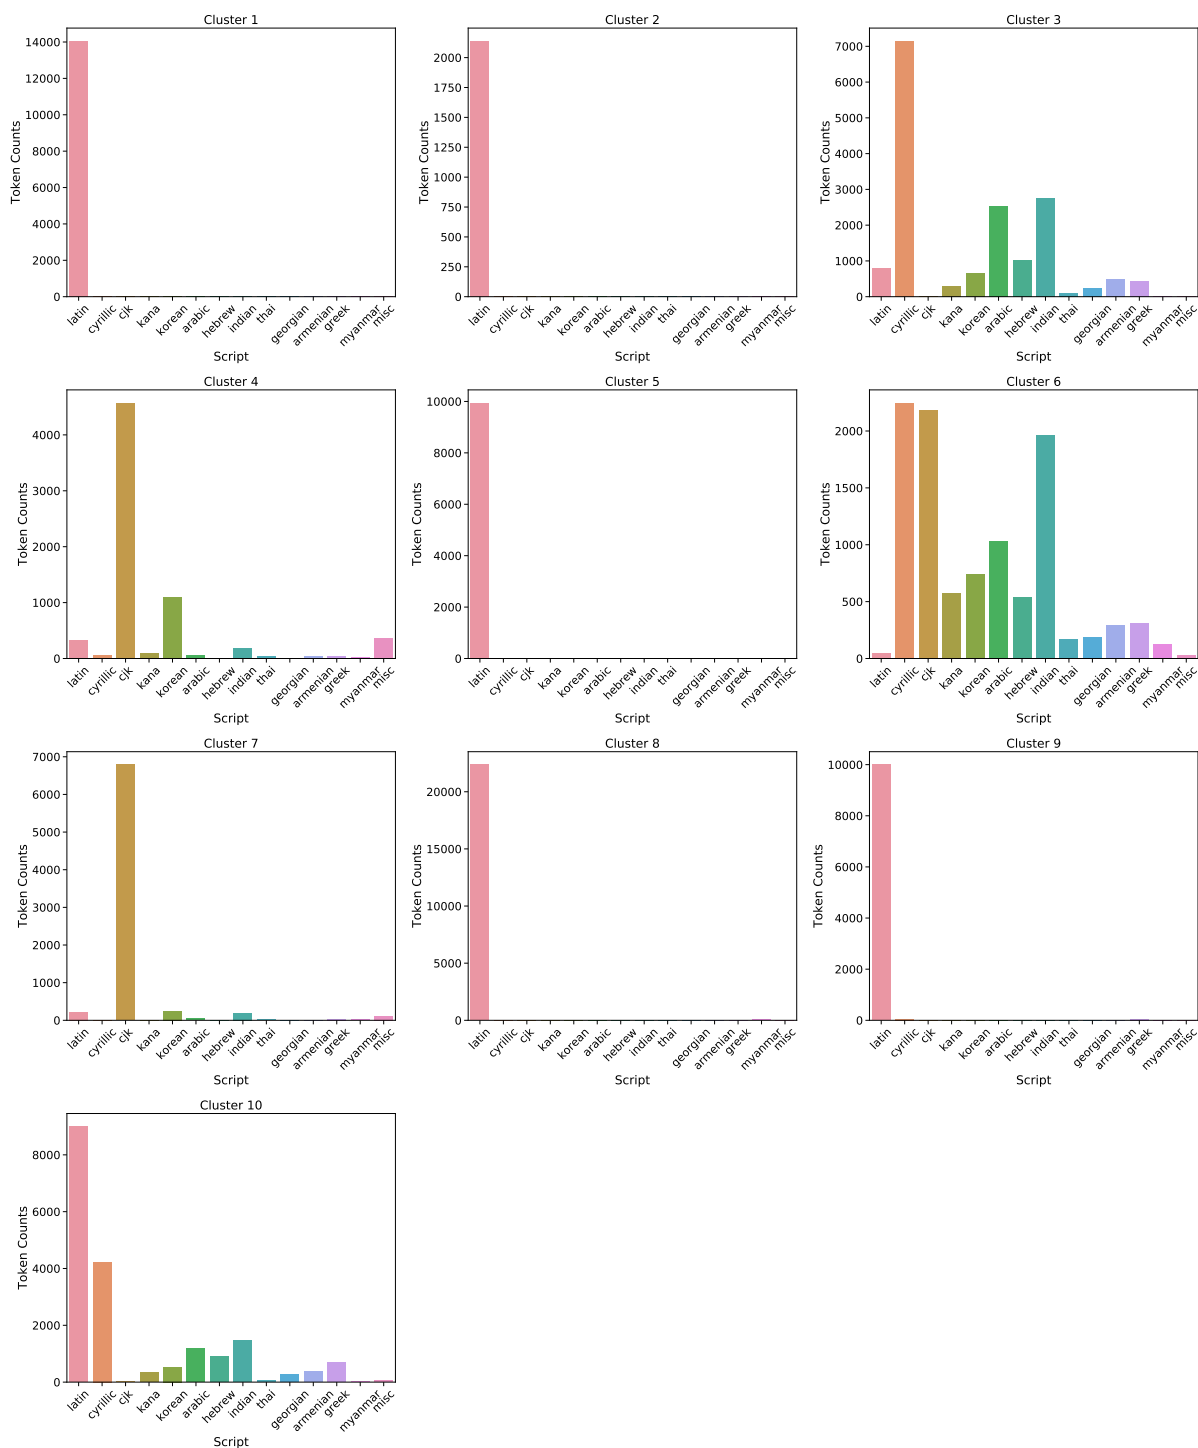 Cluster 1
Token Counts
14000
12000
10000
8000
6000
4000
2000
0
latin cyrillic cjk kana korean arabic hebrew indian thai georgian armenian greek myanmar misc
Script
Cluster 2
Token Counts
2000
1750
1500
1250
1000
750
500
250
0
latin cyrillic cjk kana korean arabic hebrew indian thai georgian armenian greek myanmar misc
Script
Cluster 3
Token Counts
7000
6000
5000
4000
3000
2000
1000
0
latin cyrillic cjk kana korean arabic hebrew indian thai georgian armenian greek myanmar misc
Script
Cluster 4
Token Counts
4000
3000
2000
1000
0
latin cyrillic cjk kana korean arabic hebrew indian thai georgian armenian greek myanmar misc
Script
Cluster 5
Token Counts
10000
8000
6000
4000
2000
0
latin cyrillic cjk kana korean arabic hebrew indian thai georgian armenian greek myanmar misc
Script
Cluster 6
Token Counts
2000
1500
1000
500
0
latin cyrillic cjk kana korean arabic hebrew indian thai georgian armenian greek myanmar misc
Script
Cluster 7
Token Counts
7000
6000
5000
4000
3000
2000
1000
0
latin cyrillic cjk kana korean arabic hebrew indian thai georgian armenian greek myanmar misc
Script
Cluster 8
Token Counts
20000
15000
10000
5000
0
latin cyrillic cjk kana korean arabic hebrew indian thai georgian armenian greek myanmar misc
Script
Cluster 9
Token Counts
10000
8000
6000
4000
2000
0
latin cyrillic cjk kana korean arabic hebrew indian thai georgian armenian greek myanmar misc
Script
Cluster 10
Token Counts
8000
6000
4000
2000
0
latin cyrillic cjk kana korean arabic hebrew indian thai georgian armenian greek myanmar misc
Script